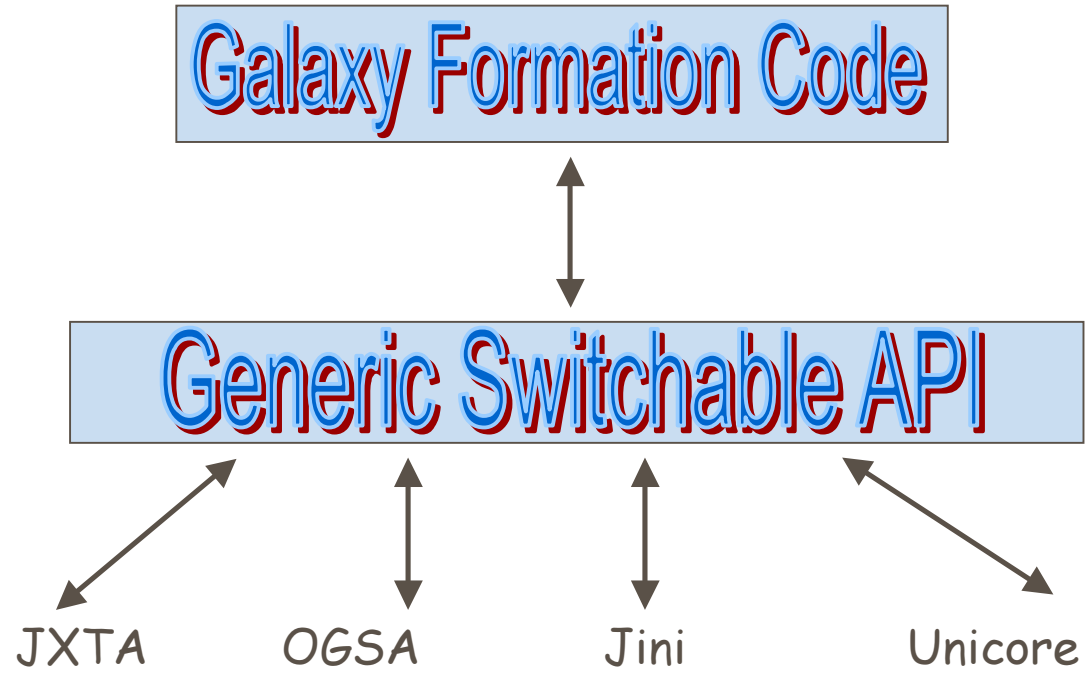 Galaxy Formation Code
Generic Switchable API
JXTA OGSA Jini Unicore